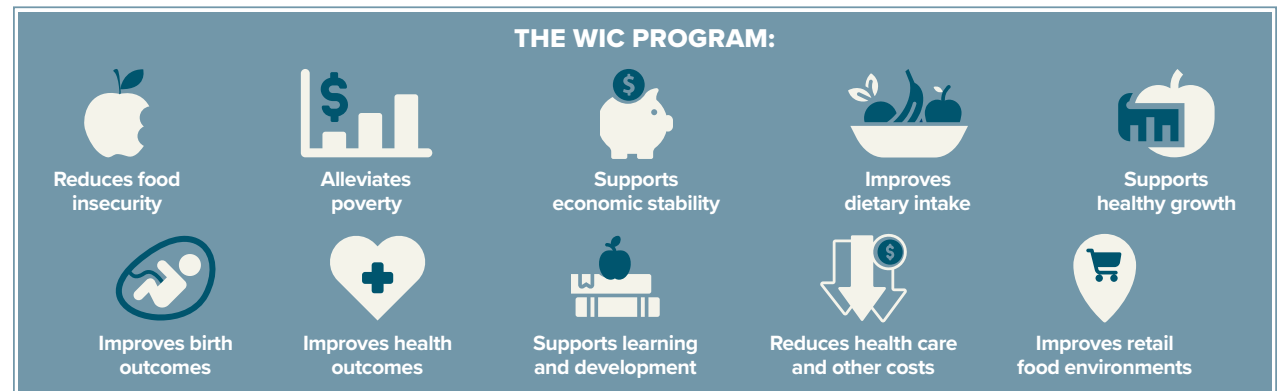 THE WIC PROGRAM:
$
$
Reduces food
insecurity
Alleviates
poverty
Supports
economic stability
Improves
dietary intake
Supports
healthy growth
$
Improves birth
outcomes
Improves health
outcomes
Supports learning
and development
Reduces health care
and other costs
Improves retail
food environments